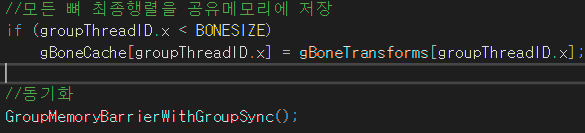 //모든 뼈 최종행렬을 공유메모리에 저장
if (groupThreadID.x < BONESIZE)
    gBoneCache[groupThreadID.x] = gBoneTransforms[groupThreadID.x];
//동기화
GroupMemoryBarrierWithGroupSync();